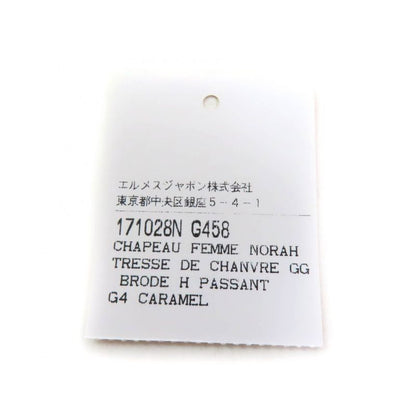 エルメスジャポン株式会社
東京都中央区銀座5-4-1
171028N G458
CHAPEAU FEMME NORAH
TRESSE DE CHANVRE GG
BRODE H PASSANT
G4 CARAMEL